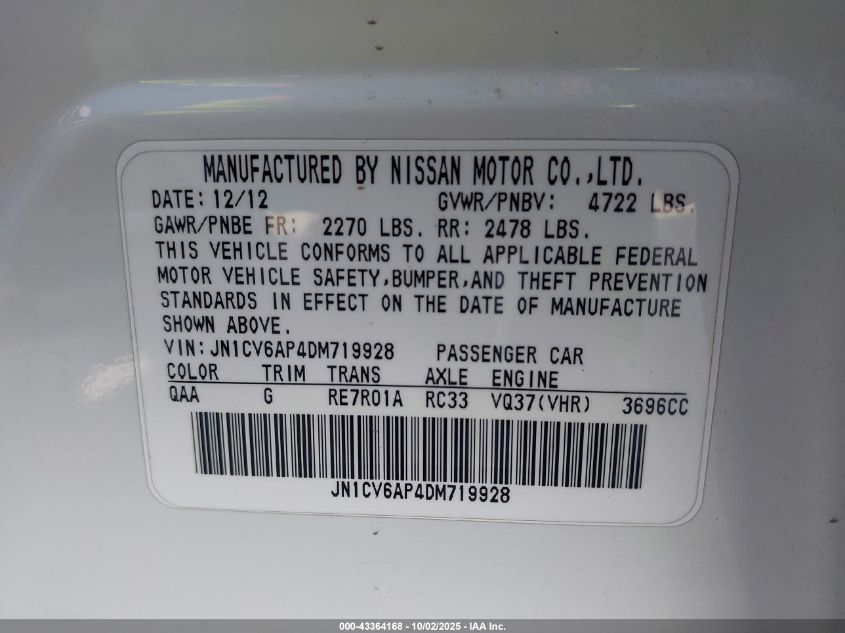 MANUFACTURED BY NISSAN MOTOR CO.,LTD.
DATE: 12/12 GVWR/PNBV: 4722 LBS.
GAWR/PNBE FR: 2270 LBS. RR: 2478 LBS.
THIS VEHICLE CONFORMS TO ALL APPLICABLE FEDERAL
MOTOR VEHICLE SAFETY,BUMPER,AND THEFT PREVENTION
STANDARDS IN EFFECT ON THE DATE OF MANUFACTURE
SHOWN ABOVE.
VIN: JN1CV6AP4DM719928 PASSENGER CAR
COLOR TRIM TRANS AXLE ENGINE
QAA G RE7R01A RC33 VQ37(VHR) 3696CC
JN1CV6AP4DM719928
000-43364168 - 10/02/2025 - IAA Inc.